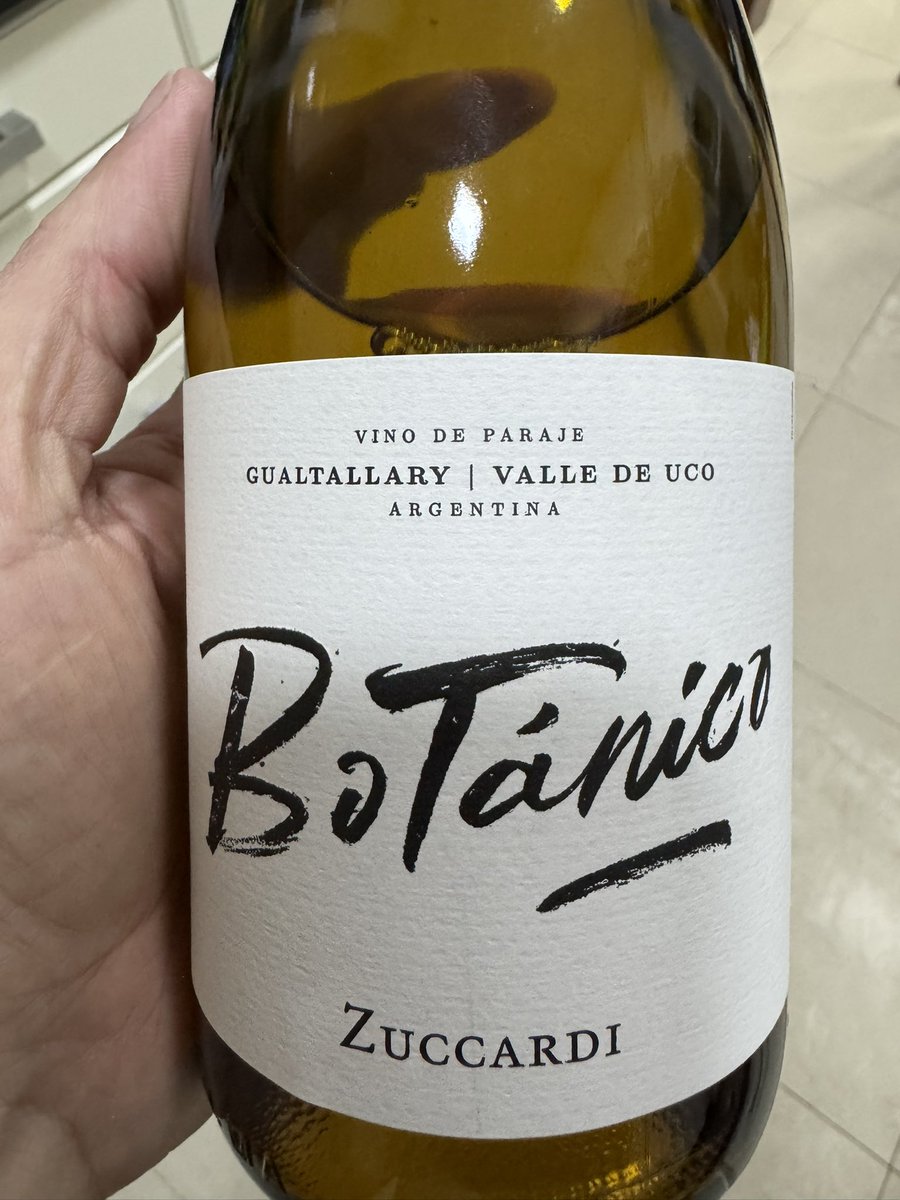 VINO DE PARAJE
GUALTALLARY | VALLE DE UCO
ARGENTINA
BoTánico
ZUCCARDI